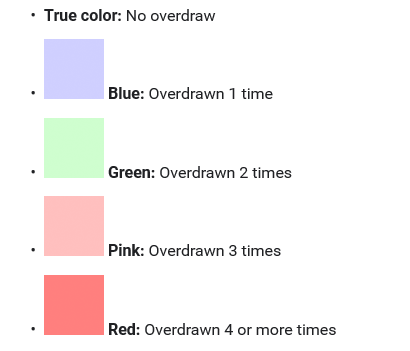 • True color: No overdraw
• Blue: Overdrawn 1 time
• Green: Overdrawn 2 times
• Pink: Overdrawn 3 times
• Red: Overdrawn 4 or more times